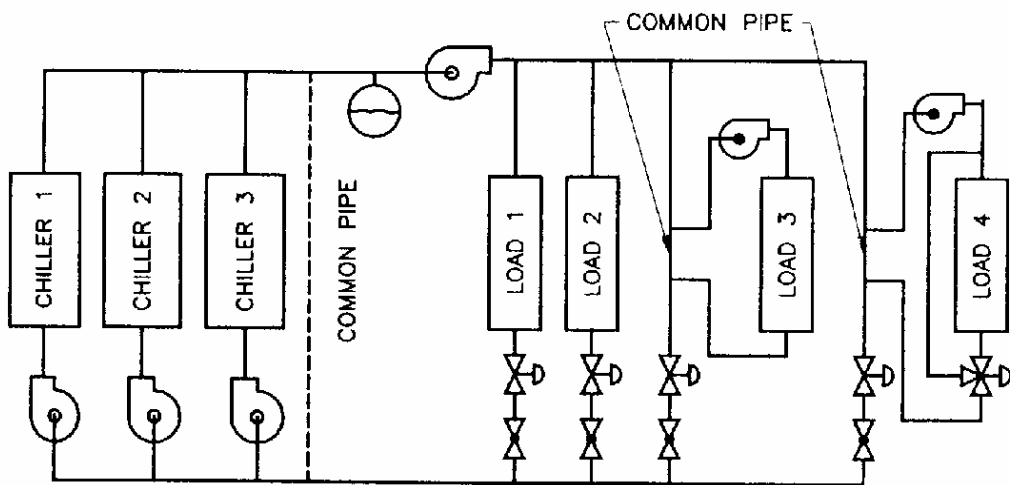 COMMON PIPE
CHILLER 1
CHILLER 2
CHILLER 3
COMMON PIPE
LOAD 1
LOAD 2
LOAD 3
LOAD 4